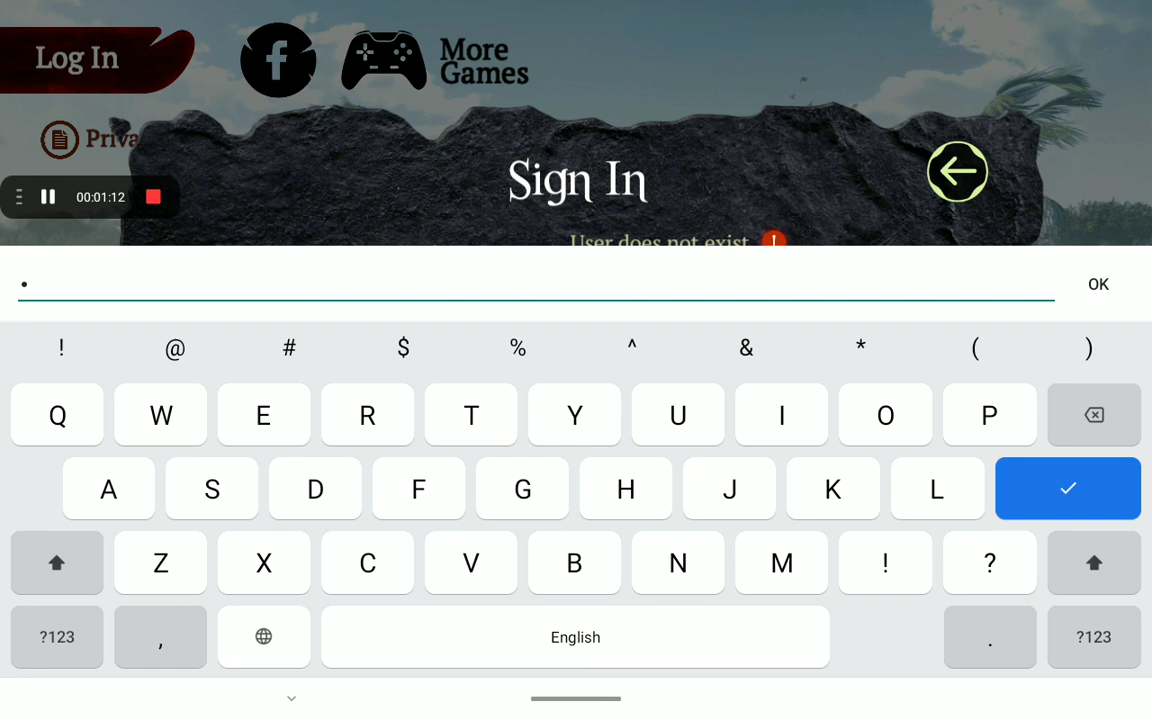 Log In
More
Games
Priva
Sign In
00:01:12
User does not exist
•
OK
! @ # $ % ^ & * ( )
Q W E R T Y U I O P
A S D F G H J K L
Z X C V B N M ! ?
?123 , English . ?123